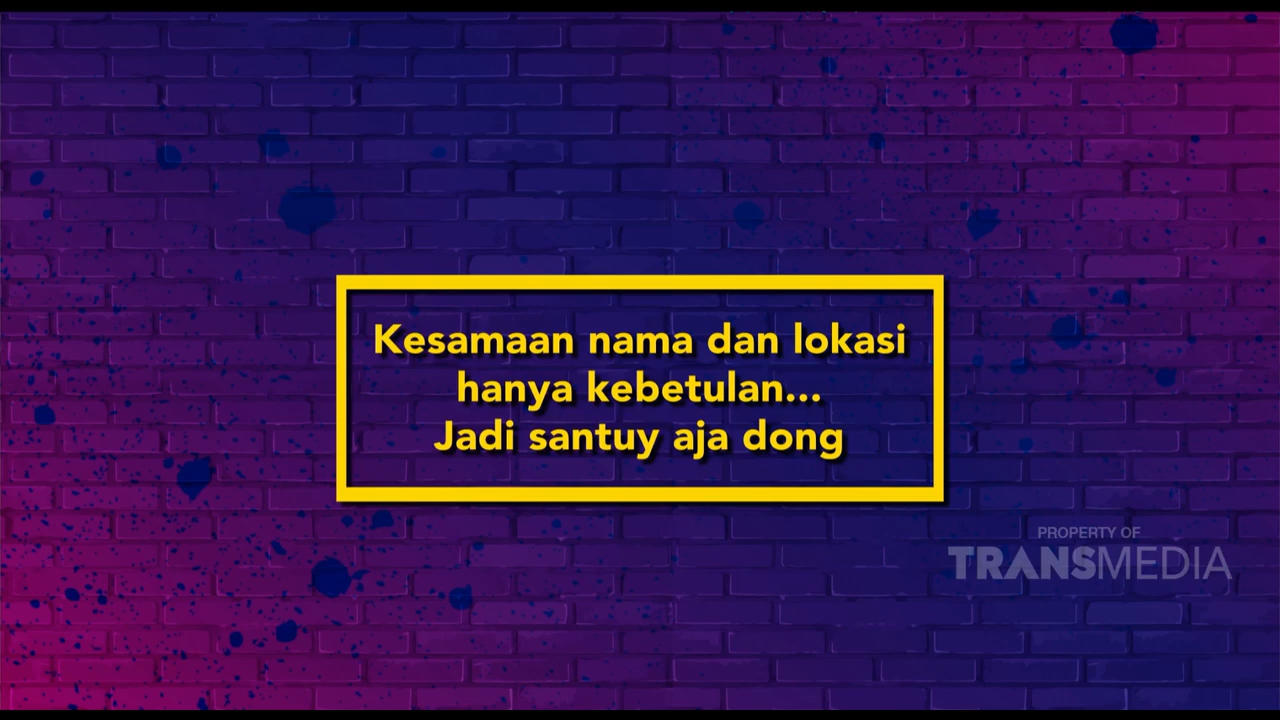 Kesamaan nama dan lokasi
hanya kebetulan...
Jadi santuy aja dong
PROPERTY OF
TRANSMEDIA